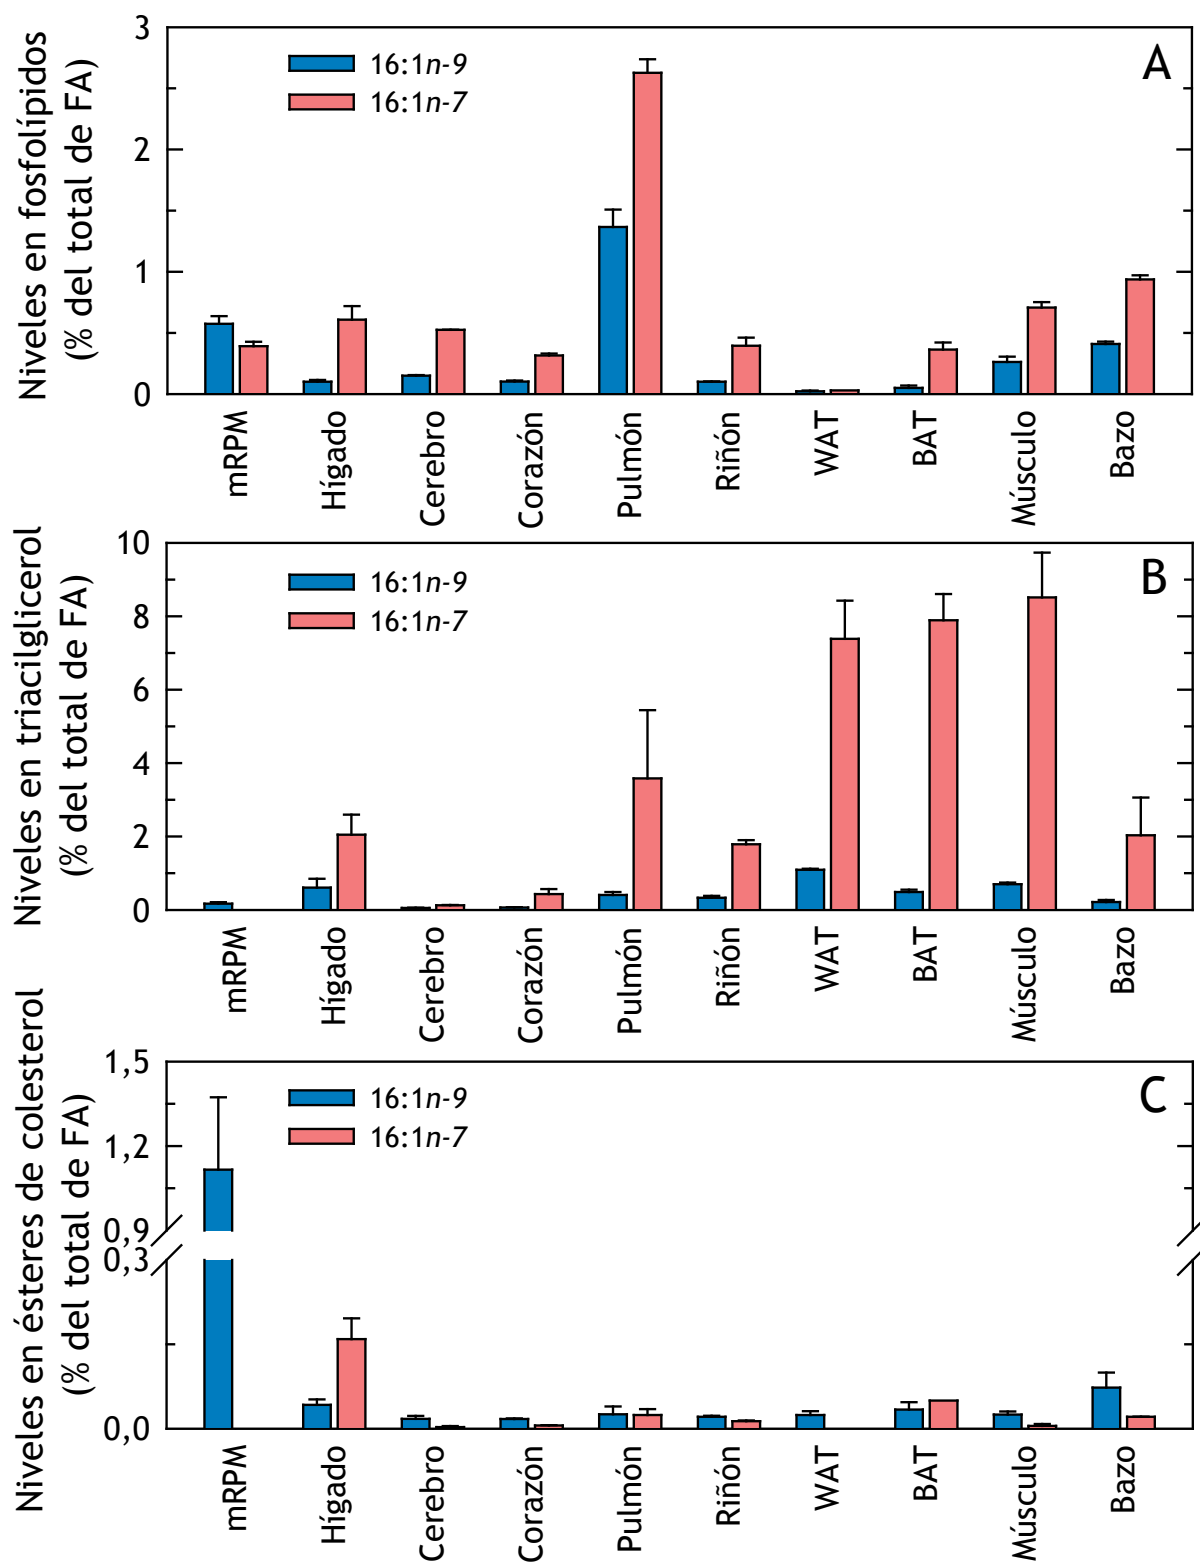 Niveles en fosfolípidos
(% del total de FA)
3
2
1
0
16:1n-9
16:1n-7
A
mRPM
Hígado
Cerebro
Corazón
Pulmón
Riñón
WAT
BAT
Músculo
Bazo
Niveles en triacilglicerol
(% del total de FA)
10
8
6
4
2
0
16:1n-9
16:1n-7
B
mRPM
Hígado
Cerebro
Corazón
Pulmón
Riñón
WAT
BAT
Músculo
Bazo
Niveles en ésteres de colesterol
(% del total de FA)
1,5
1,2
0,9
0,3
0,0
16:1n-9
16:1n-7
C
mRPM
Hígado
Cerebro
Corazón
Pulmón
Riñón
WAT
BAT
Músculo
Bazo